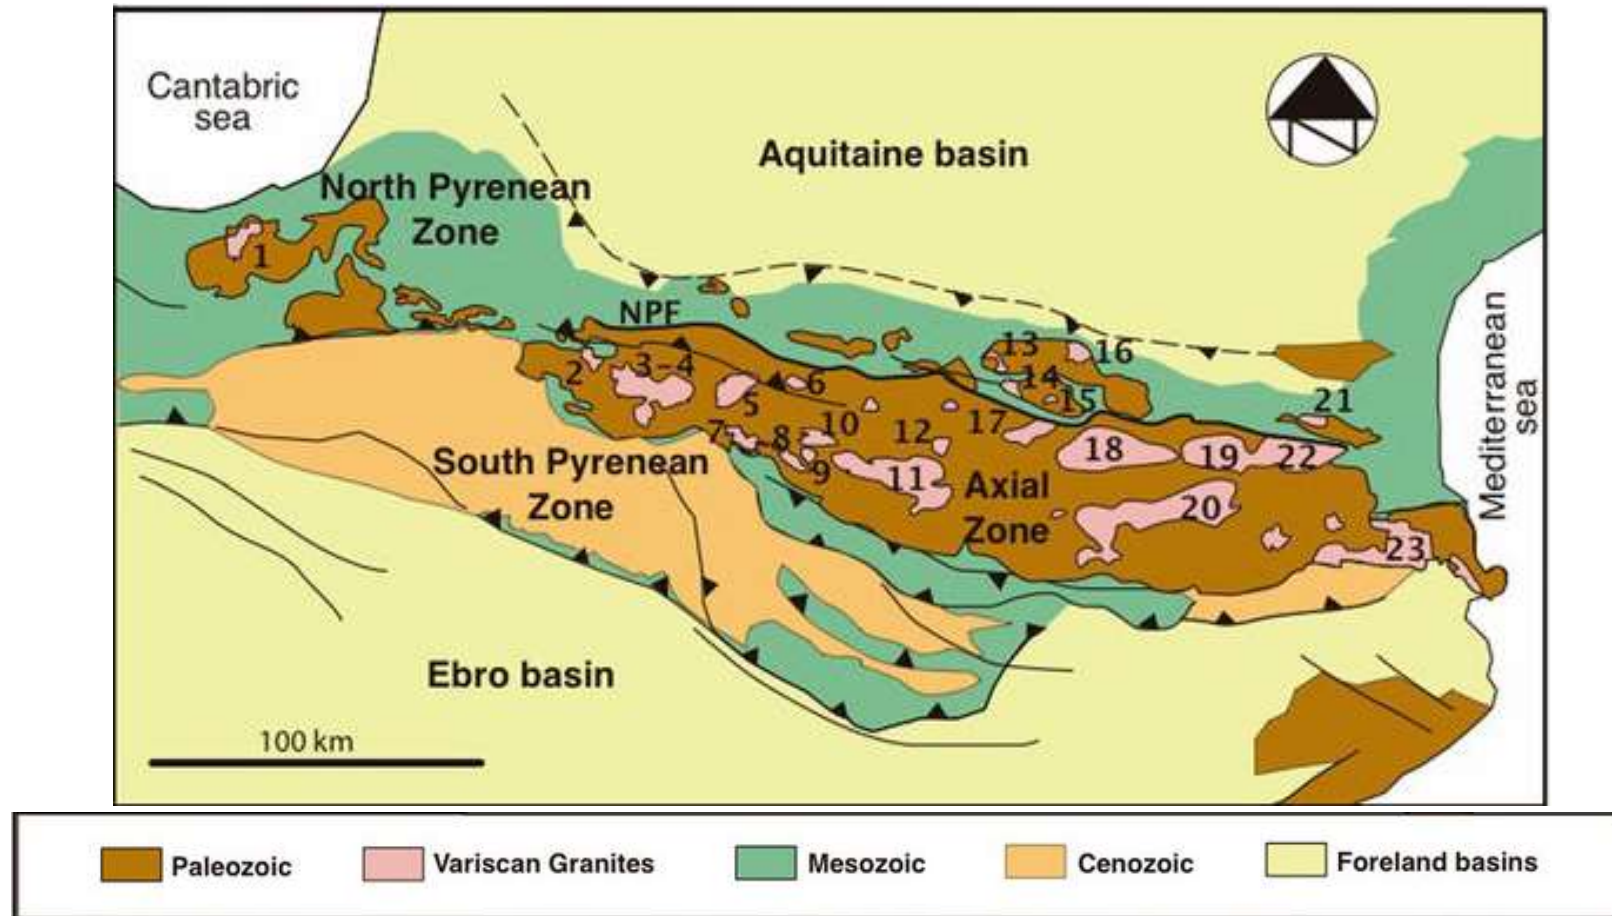 Cantabric
sea
Aquitaine basin
North Pyrenean
Zone
1
NPF
13
16
2
3-4
14
6
5
15
21
7
8
10
12
17
18
19
22
9
11
South Pyrenean
Zone
Axial
Zone
20
23
Mediterranean
sea
Ebro basin
100 km
Paleozoic
Variscan Granites
Mesozoic
Cenozoic
Foreland basins